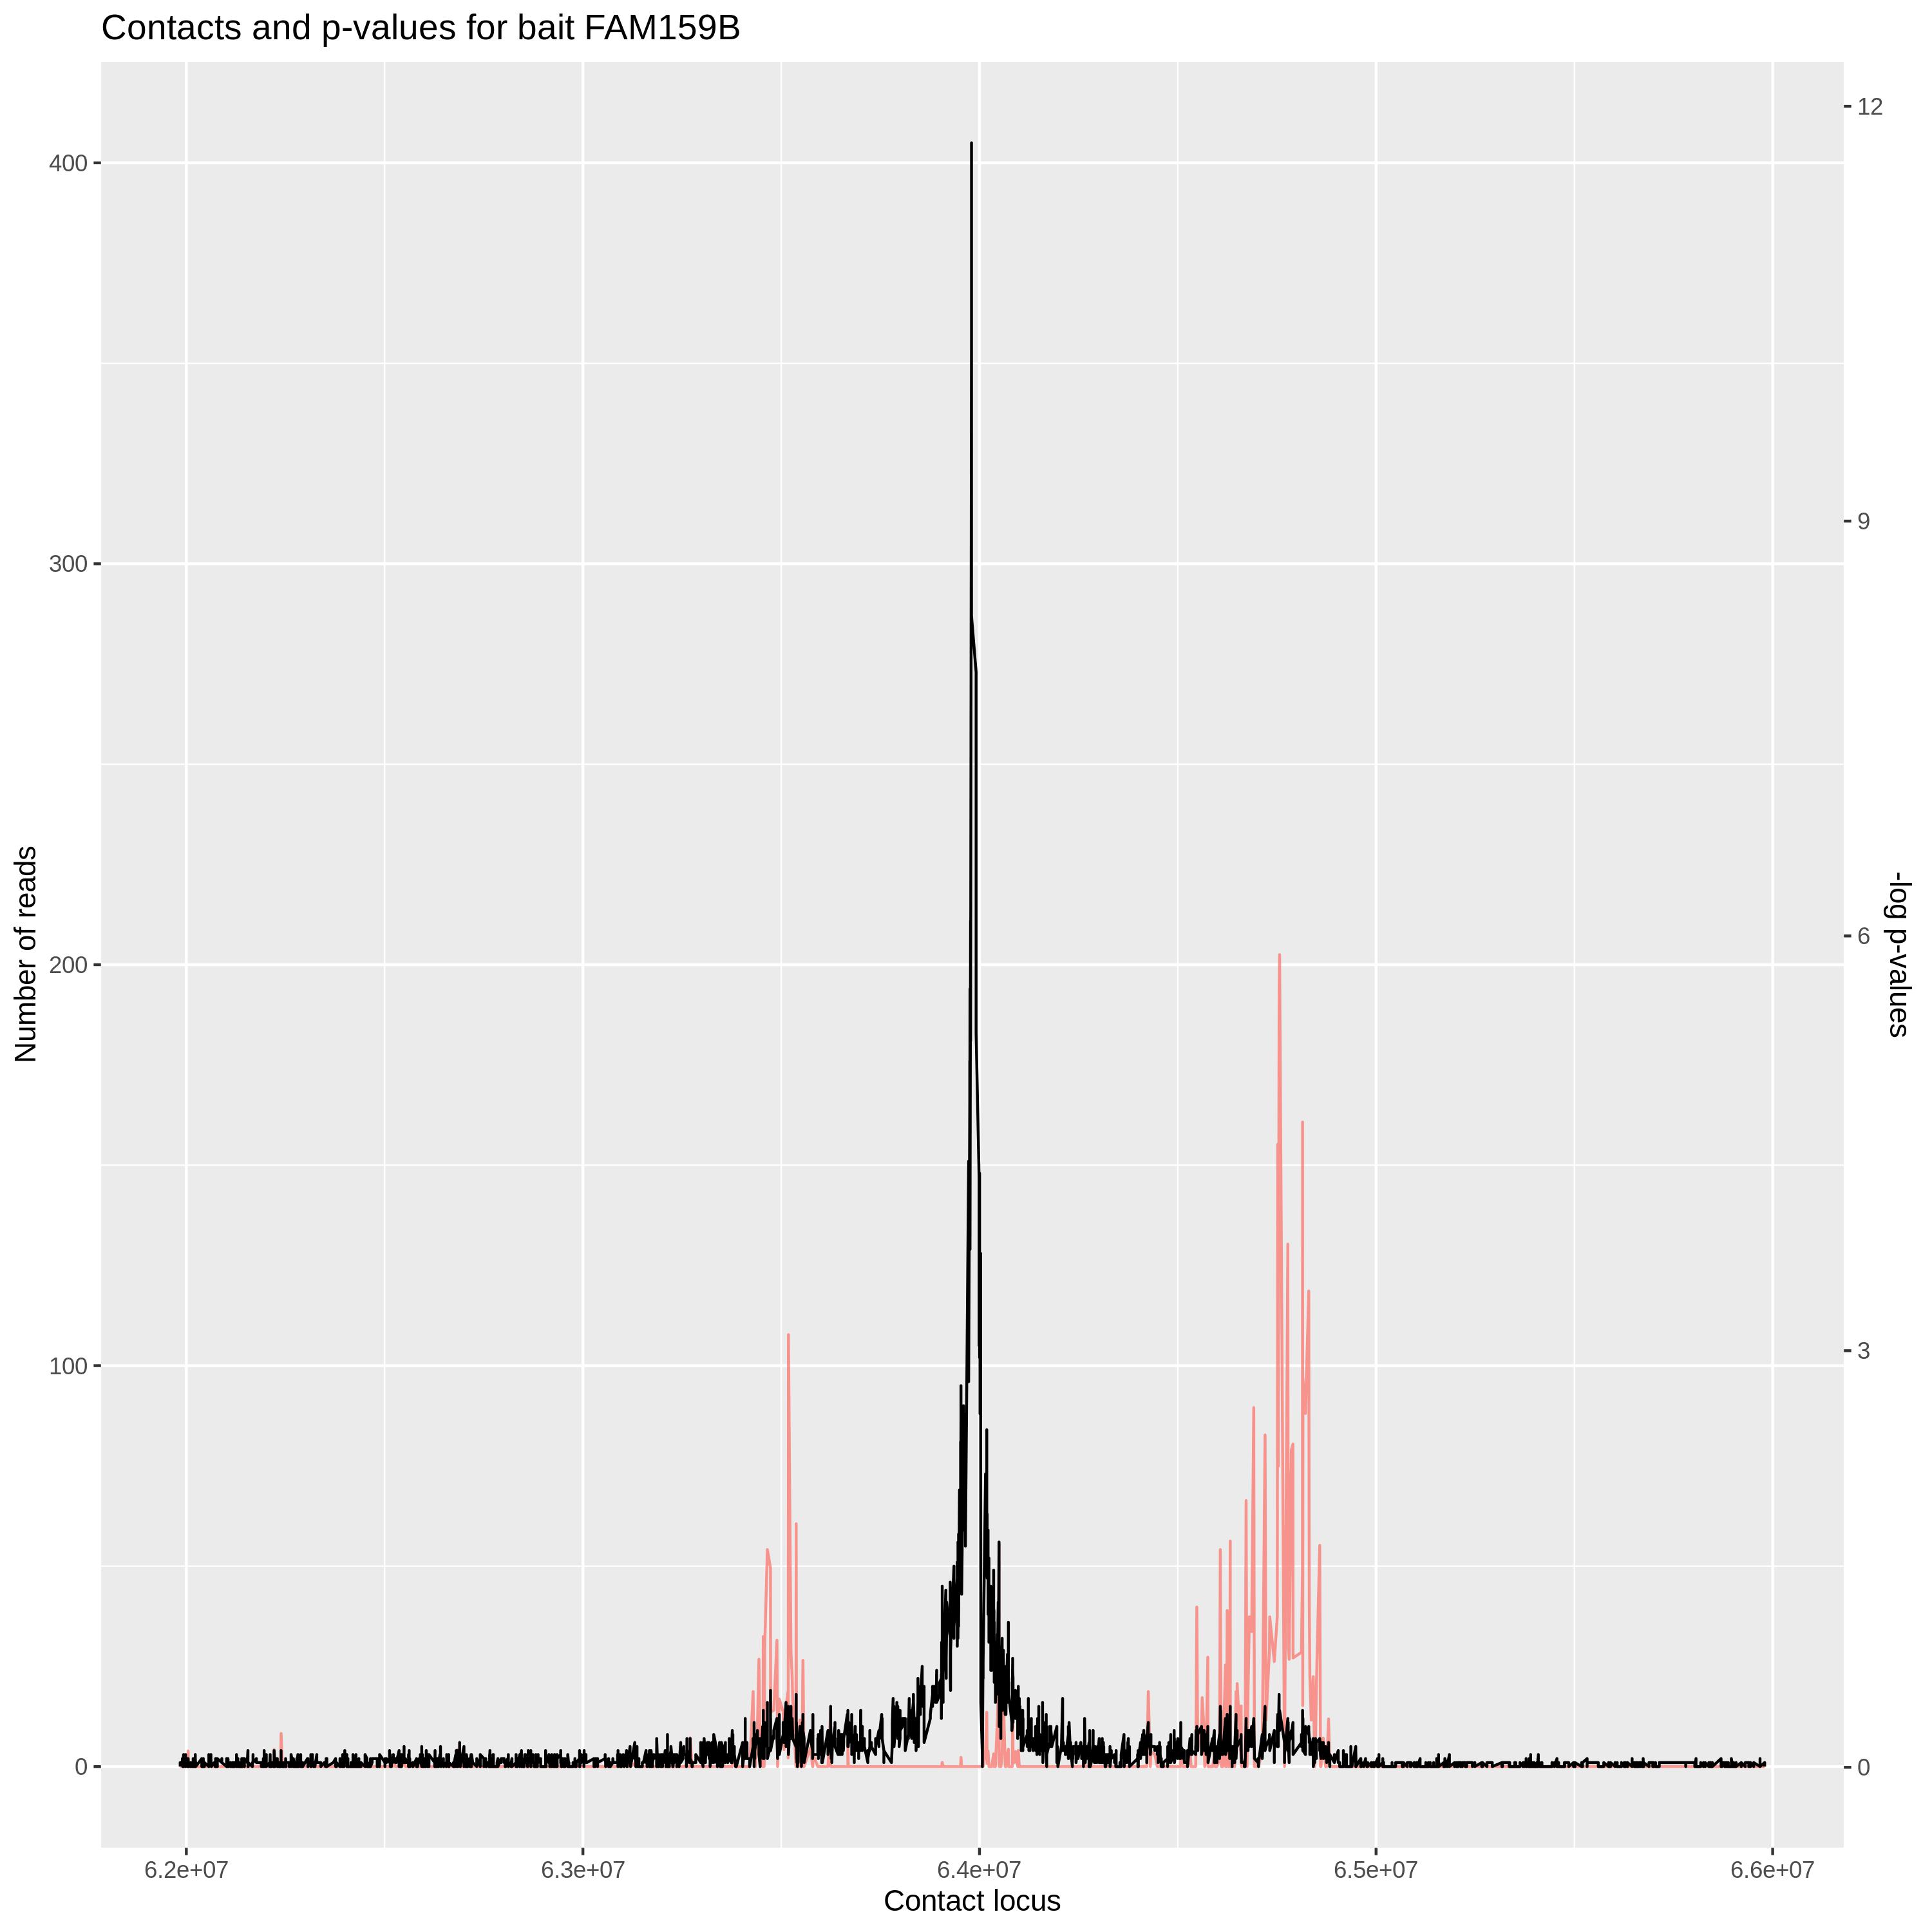 Contacts and p-values for bait FAM159B
Number of reads
400
300
200
100
0
12
9
6
3
0
-log p-values
6.2e+07
6.3e+07
6.4e+07
6.5e+07
6.6e+07
Contact locus